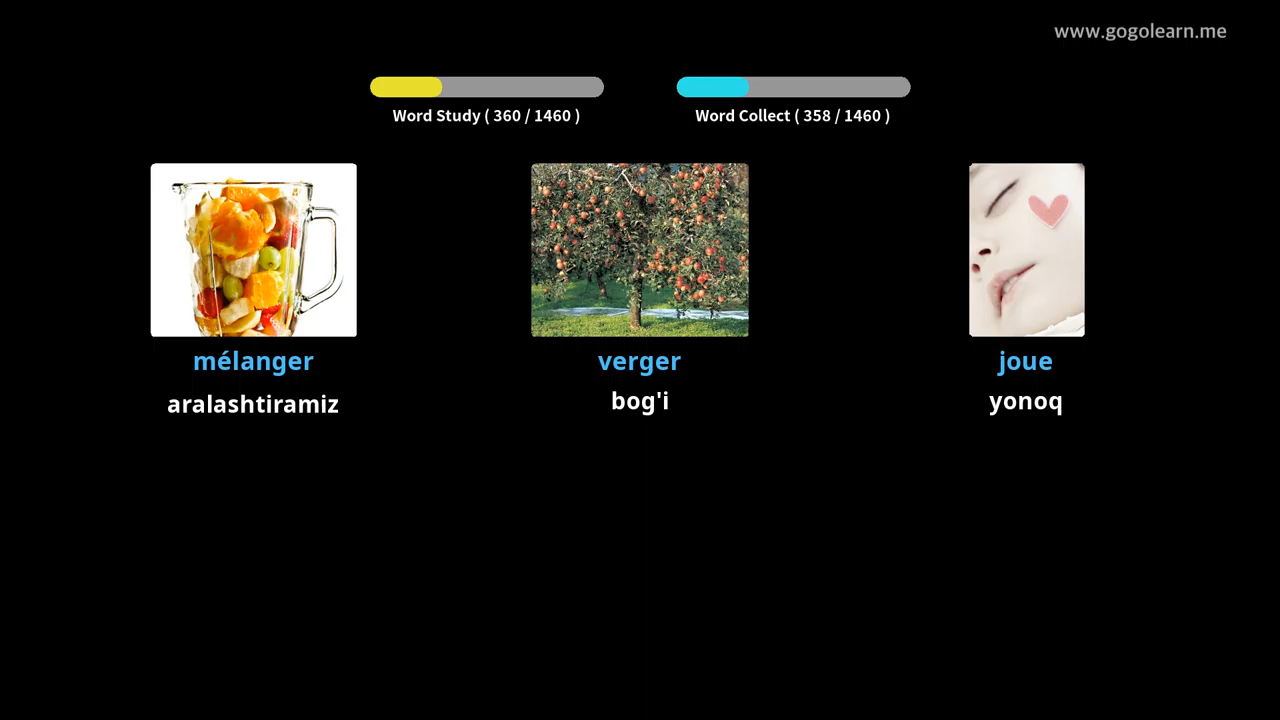 www.gogolearn.me
Word Study ( 360 / 1460 )
Word Collect ( 358 / 1460 )
mélanger
aralashtiramiz
verger
bog'i
joue
yonoq